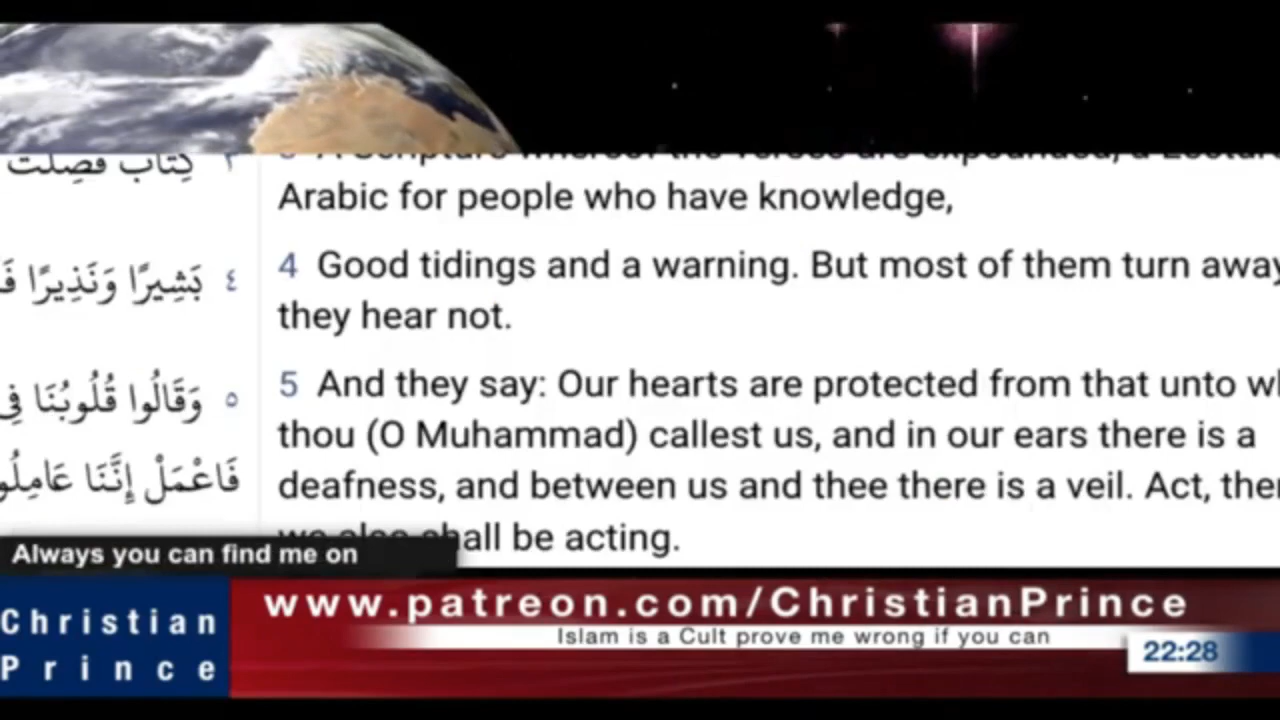 ٣ كِتَابٌ فُصِّلَتْ
Arabic for people who have knowledge,
٤ بَشِيرًا وَنَذِيرًا
4 Good tidings and a warning. But most of them turn away
they hear not.
٥ وَقَالُوا قُلُوبُنَا فِي
5 And they say: Our hearts are protected from that unto
thou (O Muhammad) callest us, and in our ears there is a
فَاعْمَلْ إِنَّنَا
deafness, and between us and thee there is a veil. Act,
shall be acting.
Always you can find me on
www.patreon.com/ChristianPrince
Islam is a Cult prove me wrong if you can
Christian
Prince
22:28